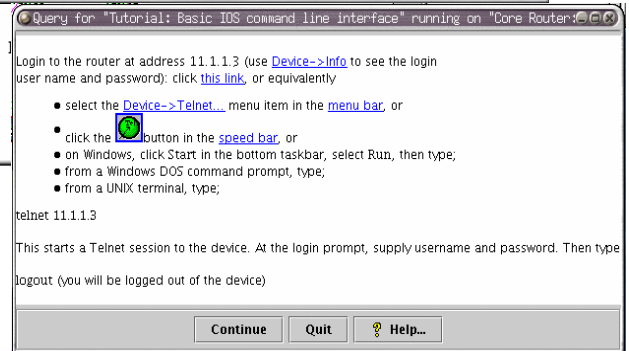 Query for "Tutorial: Basic IOS command line interface" running on "Core Router:
Login to the router at address 11.1.1.3 (use Device->Info to see the login
user name and password): click this link, or equivalently
select the Device->Telnet... menu item in the menu bar, or
click the button in the speed bar, or
on Windows, click Start in the bottom taskbar, select Run, then type;
from a Windows DOS command prompt, type;
from a UNIX terminal, type;
telnet 11.1.1.3
This starts a Telnet session to the device. At the login prompt, supply username and password. Then type
logout (you will be logged out of the device)
Continue Quit ? Help...